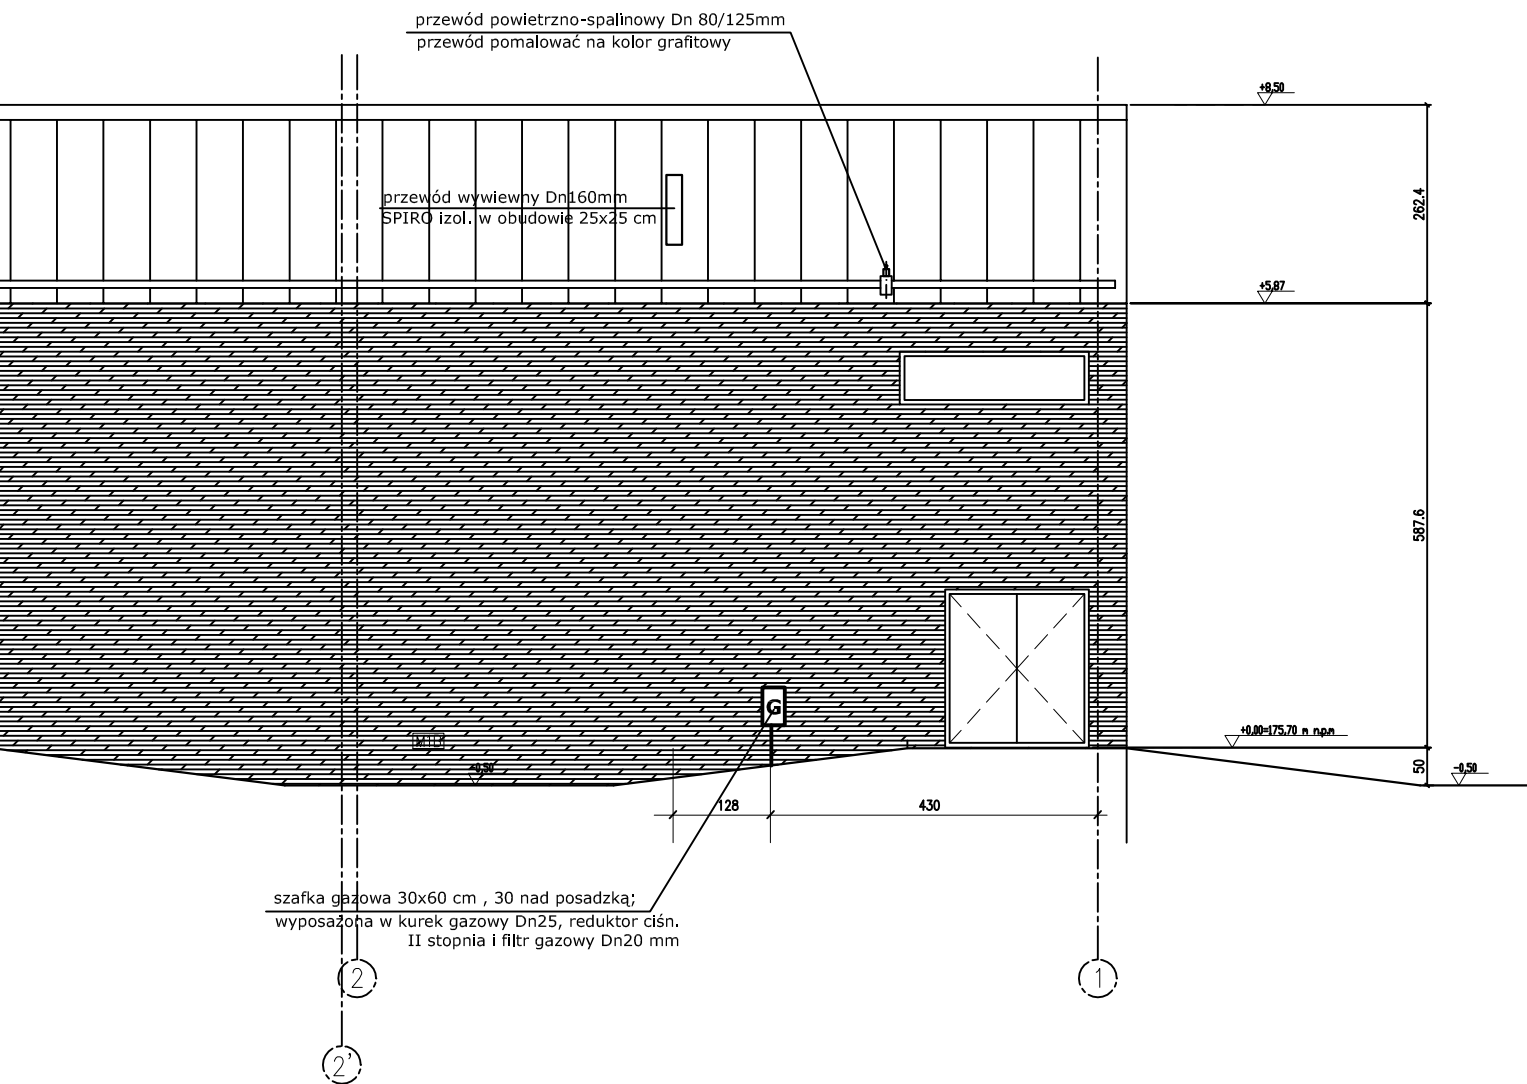 przewód powietrzno-spalinowy Dn 80/125mm
przewód pomalować na kolor grafitowy
+8,50
przewód wywiewny Dn160mm
SPIRO izol. w obudowie 25x25 cm
262.4
+5,87
587.6
G
+0,00=175,70 m n.p.m
-0,50
50
-0,50
128
430
szafka gazowa 30x60 cm , 30 nad posadzką;
wyposażona w kurek gazowy Dn25, reduktor ciśn.
II stopnia i filtr gazowy Dn20 mm
2
1
2'